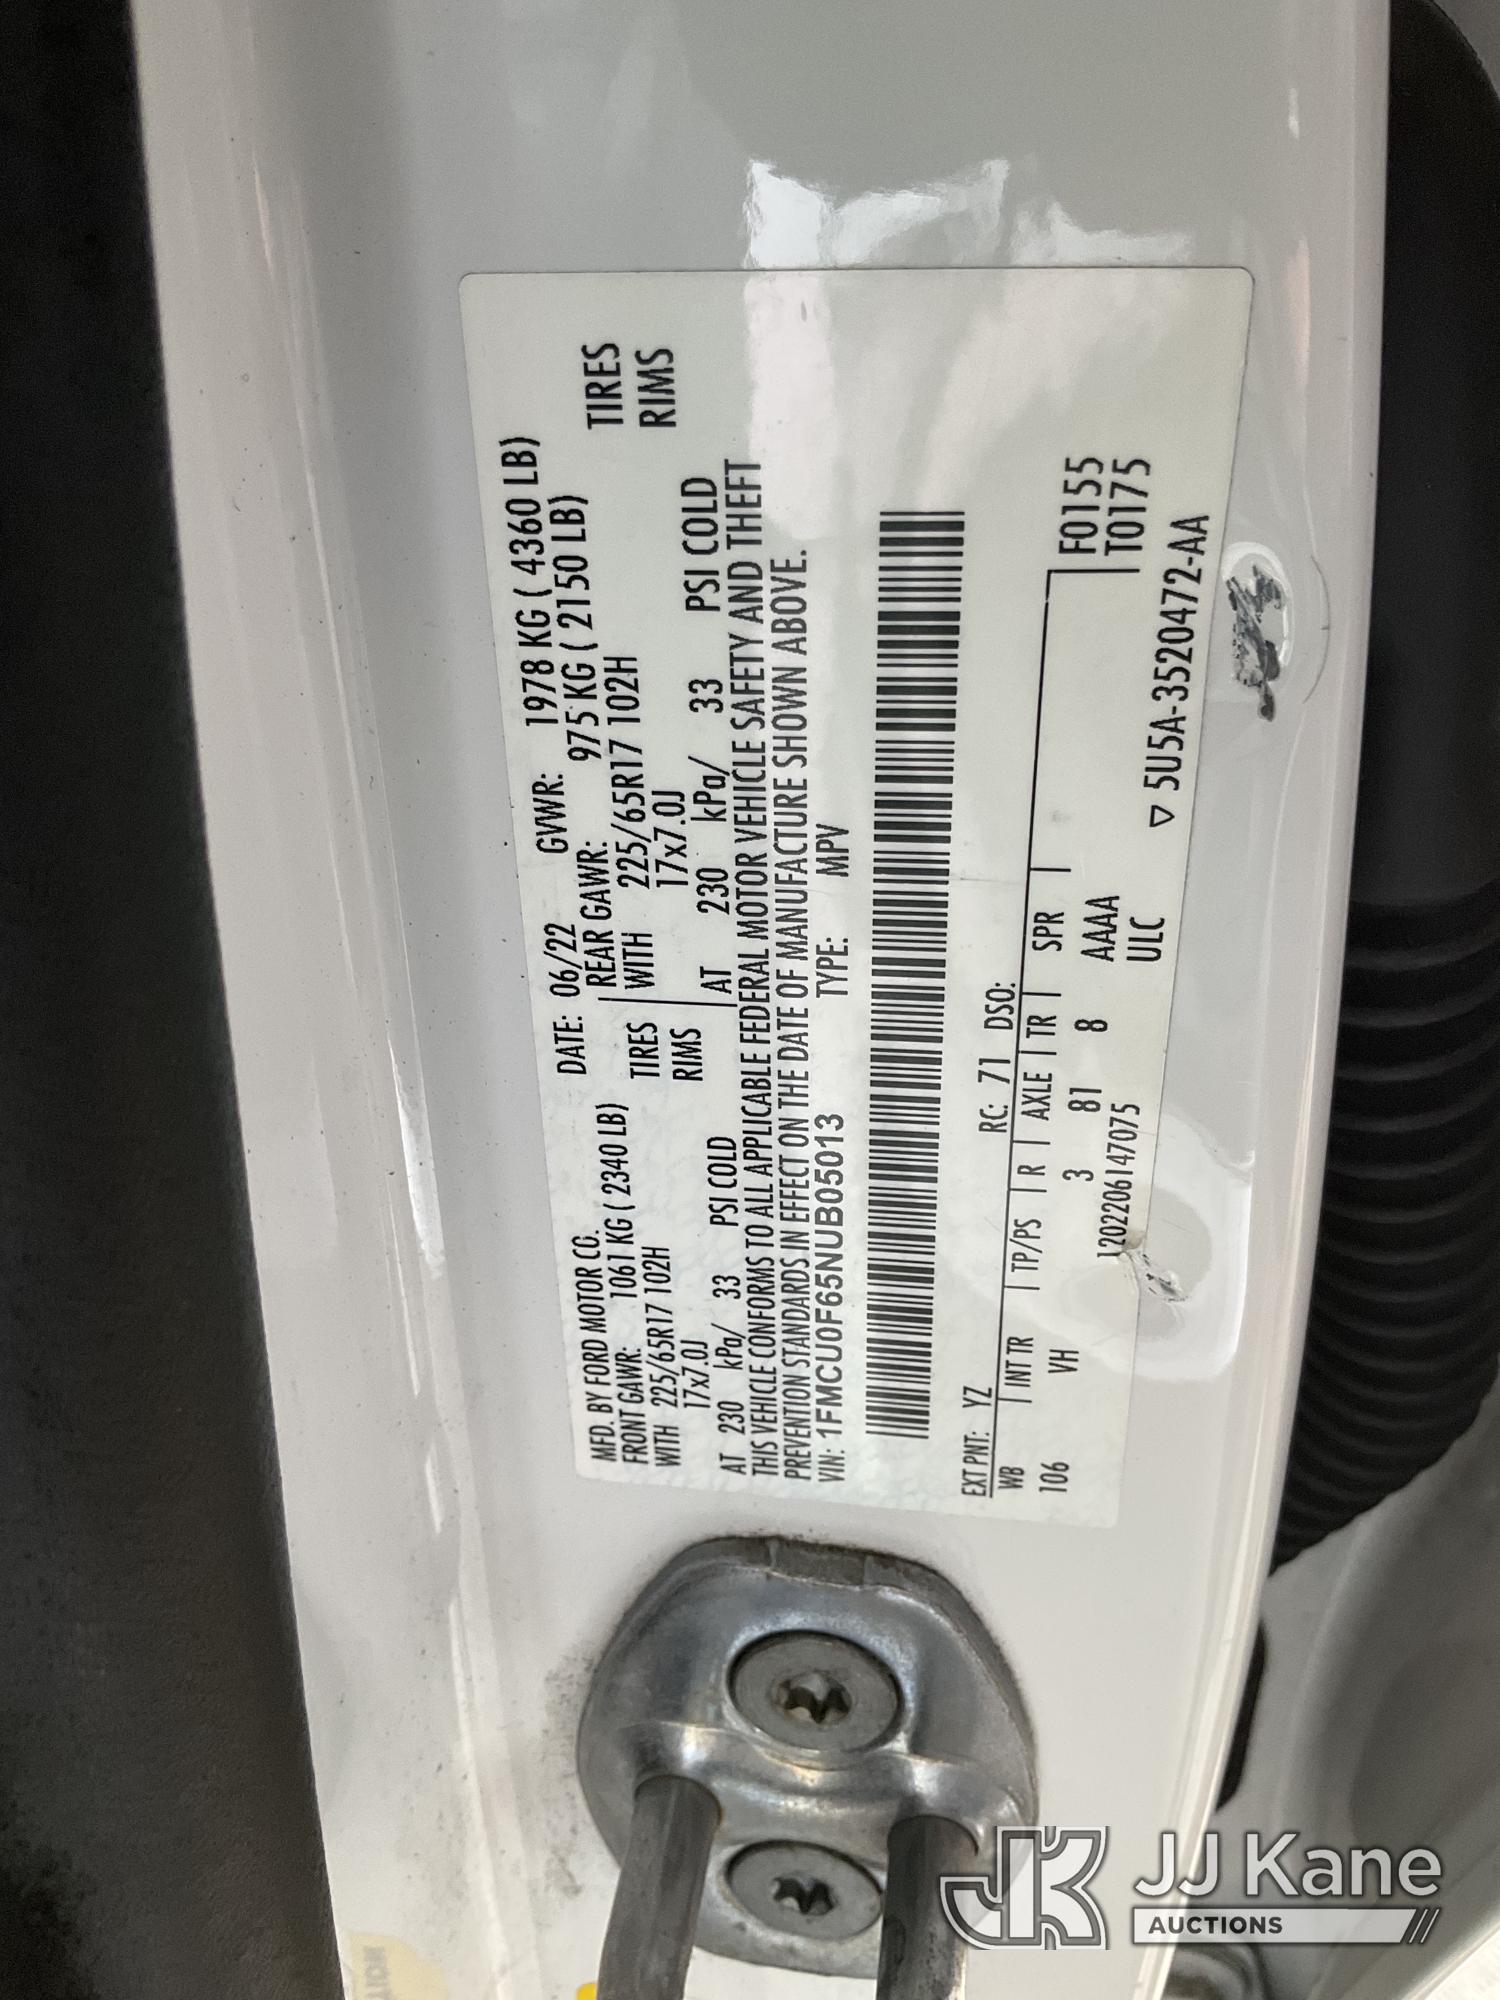 MFD. BY FORD MOTOR CO. DATE: 06/22 GVWR: 1978 KG ( 4360 LB)
FRONT GAWR: 1061 KG ( 2340 LB) REAR GAWR: 975 KG ( 2150 LB)
WITH 225/65R17 102H TIRES WITH 225/65R17 102H TIRES
17x7.0J RIMS 17x7.0J RIMS
AT 230 kPa/ 33 PSI COLD AT 230 kPa/ 33 PSI COLD
THIS VEHICLE CONFORMS TO ALL APPLICABLE FEDERAL MOTOR VEHICLE SAFETY AND THEFT
PREVENTION STANDARDS IN EFFECT ON THE DATE OF MANUFACTURE SHOWN ABOVE.
VIN: 1FMCU0F65NUB05013 TYPE: MPV
EXT PNT: YZ RC: 71 DSO:
WB INT TR TP/PS R AXLE TR SPR F0155
106 VH 3 81 8 AAAA T0175
ULC
1202206147075 ▽ 5U5A-3520472-AA
JJ Kane
AUCTIONS